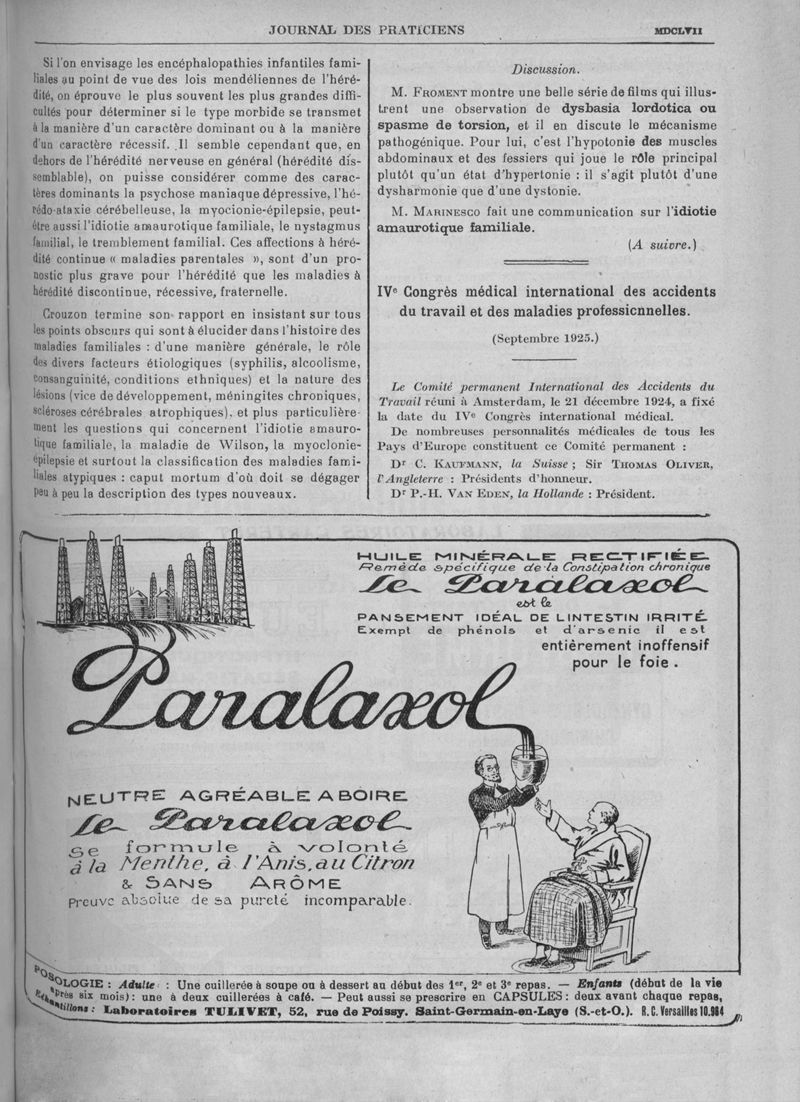 JOURNAL DES PRATICIENS
MDCLVII
Si l'on envisage les encéphalopathies infantiles fami-
liales au point de vue des lois mendéliennes de l'héré-
dité, on éprouve le plus souvent les plus grandes diffi-
cultés pour déterminer si le type morbide se transmet
à la manière d'un caractère dominant ou à la manière
d'un caractère récessif. Il semble cependant que, en
dehors de l'hérédité nerveuse en général (hérédité dis-
semblable), on puisse considérer comme des carac-
tères dominants la psychose maniaque dépressive, l'hé-
rédo-ataxie cérébelleuse, la myocionie-épilepsie, peut-
être aussi l'idiotie amaurotique familiale, le nystagmus
familial, le tremblement familial. Ces affections à héré-
dité continue « maladies parentales », sont d'un pro-
nostic plus grave pour l'hérédité que les maladies à
hérédité discontinue, récessive, fraternelle.
Crouzon termine son rapport en insistant sur tous
les points obscurs qui sont à élucider dans l'histoire des
maladies familiales : d'une manière générale, le rôle
des divers facteurs étiologiques (syphilis, alcoolisme,
consanguinité, conditions ethniques) et la nature des
lésions (vice de développement, méningites chroniques,
scléroses cérébrales atrophiques), et plus particulière-
ment les questions qui concernent l'idiotie amauro-
tique familiale, la maladie de Wilson, la myoclonie-
épilepsie et surtout la classification des maladies fami-
liales atypiques : caput mortum d'où doit se dégager
peu à peu la description des types nouveaux.
Discussion.
M. FROMENT montre une belle série de films qui illus-
trent une observation de dysbasia lordotica ou
spasme de torsion, et il en discute le mécanisme
pathogénique. Pour lui, c'est l'hypotonie des muscles
abdominaux et des fessiers qui joue le rôle principal
plutôt qu'un état d'hypertonie : il s'agit plutôt d'une
dysharmonie que d'une dystonie.
M. MARINESCO fait une communication sur l'idiotie
amaurotique familiale.
(A suivre.)
IVe Congrès médical international des accidents
du travail et des maladies professionnelles.
(Septembre 1925.)
Le Comité permanent International des Accidents du
Travail réuni à Amsterdam, le 21 décembre 1924, a fixé
la date du IVe Congrès international médical.
De nombreuses personnalités médicales de tous les
Pays d'Europe constituent ce Comité permanent :
Dr C. KAUFMANN, la Suisse ; Sir THOMAS OLIVER,
l'Angleterre : Présidents d'honneur.
Dr P.-H. VAN EDEN, la Hollande : Président.
HUILE MINÉRALE RECTIFIÉE
Remède spécifique de la Constipation chronique
Le Paralaxol
est le
PANSEMENT IDÉAL DE L'INTESTIN IRRITÉ
Exempt de phénols et d'arsenic il est
entièrement inoffensif
pour le foie.
Paralaxol
NEUTRE AGRÉABLE A BOIRE
Le Paralaxol
se formule à volonté
à la Menthe, à l'Anis, au Citron
& SANS ARÔME
Preuve absolue de sa pureté incomparable.
POSOLOGIE : Adulte : Une cuillerée à soupe ou à dessert au début des 1er, 2e et 3e repas. — Enfants (début de la vie
après six mois) : une à deux cuillerées à café. — Peut aussi se prescrire en CAPSULES : deux avant chaque repas,
Échantillons : Laboratoires TULIVET, 52, rue de Poissy. Saint-Germain-en-Laye (S.-et-O.). R.C. Versailles 10.984